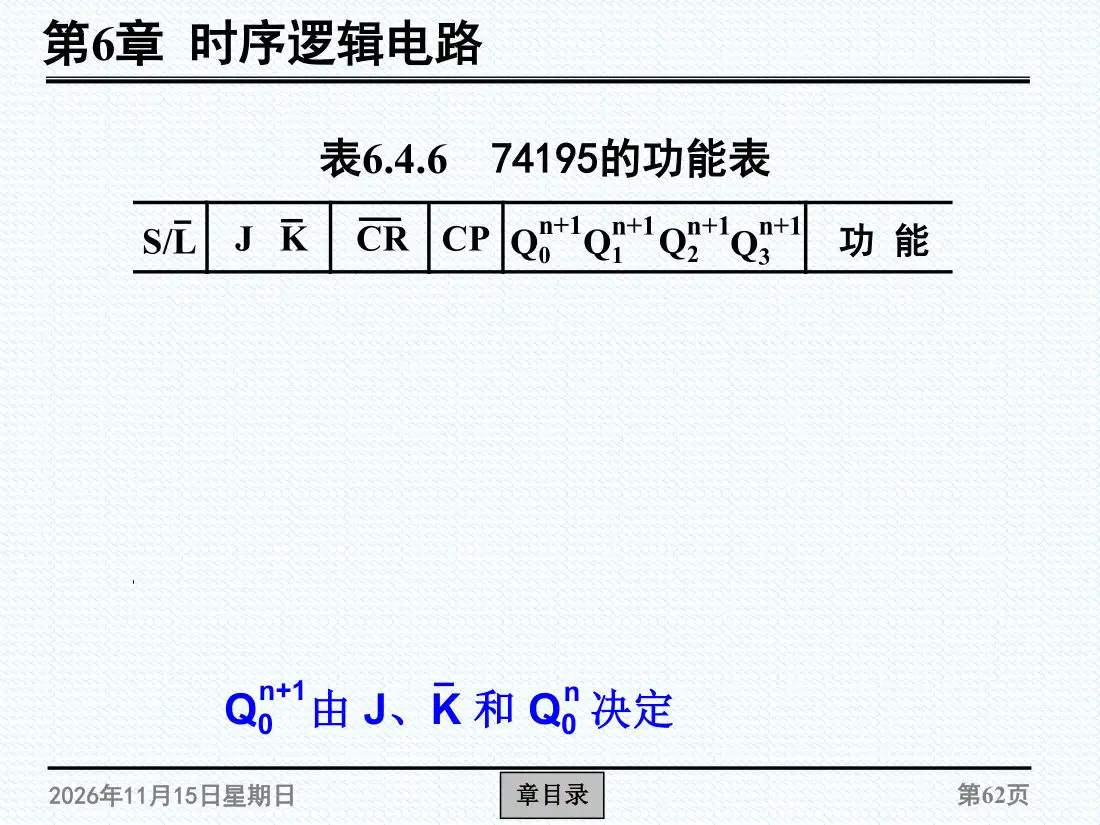 第6章 时序逻辑电路
表6.4.6 74195的功能表
S/L̅ J K̅ C̅R̅ CP Q₀ⁿ⁺¹ Q₁ⁿ⁺¹ Q₂ⁿ⁺¹ Q₃ⁿ⁺¹ 功 能
Q₀ⁿ⁺¹由 J、K̅ 和 Q₀ⁿ 决定
2026年11月15日星期日 章目录 第62页